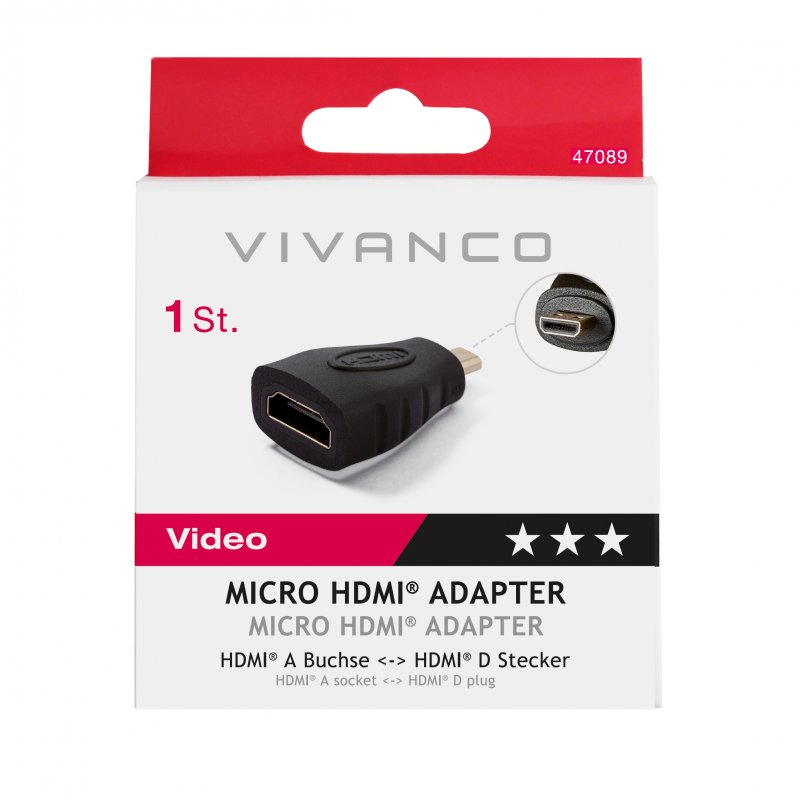 47089
VIVANCO
1 St.
HDMI
Video
MICRO HDMI® ADAPTER
MICRO HDMI® ADAPTER
HDMI® A Buchse <-> HDMI® D Stecker
HDMI® A socket <-> HDMI® D plug